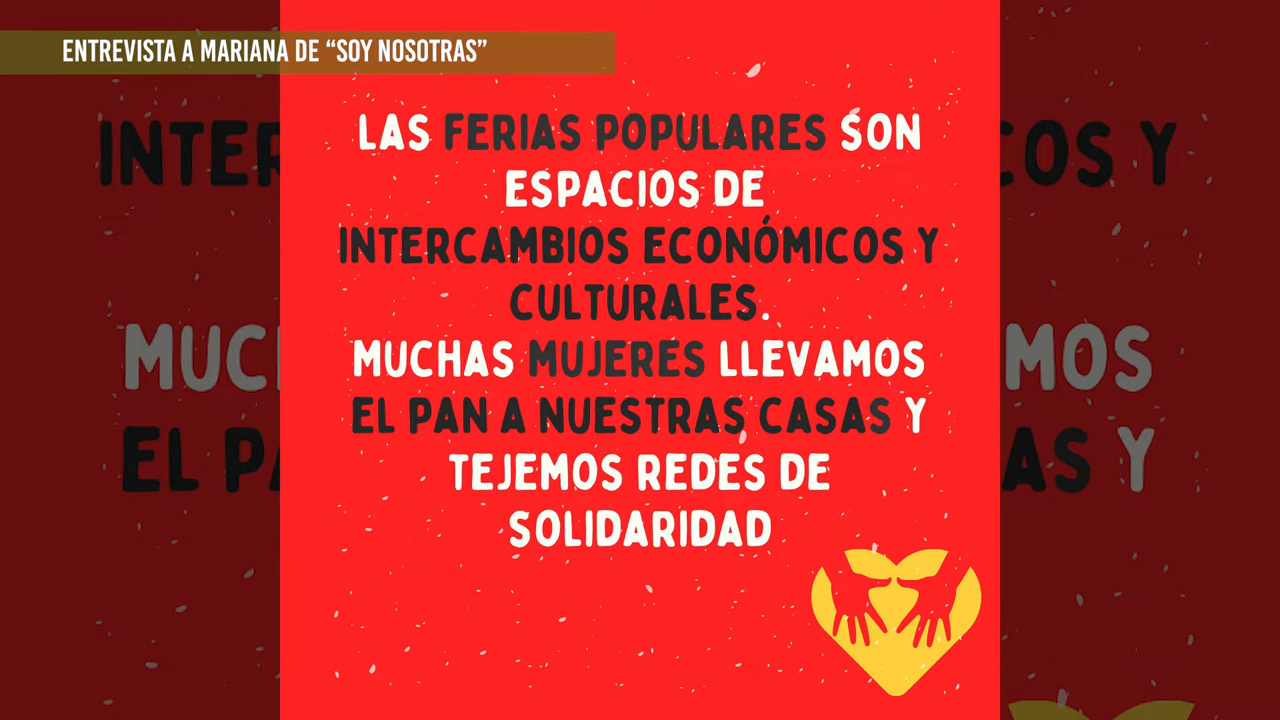 ENTREVISTA A MARIANA DE “SOY NOSOTRAS”
LAS FERIAS POPULARES SON
ESPACIOS DE
INTERCAMBIOS ECONÓMICOS Y
CULTURALES.
MUCHAS MUJERES LLEVAMOS
EL PAN A NUESTRAS CASAS Y
TEJEMOS REDES DE
SOLIDARIDAD